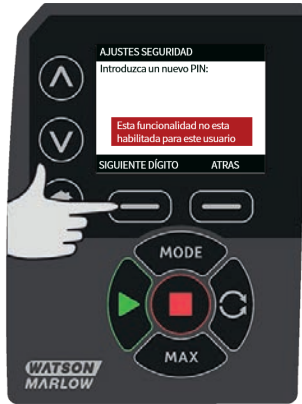 AJUSTES SEGURIDAD
Introduzca un nuevo PIN:
Esta funcionalidad no esta
habilitada para este usuario
SIGUIENTE DÍGITO ATRAS
MODE
MAX
WATSON
MARLOW